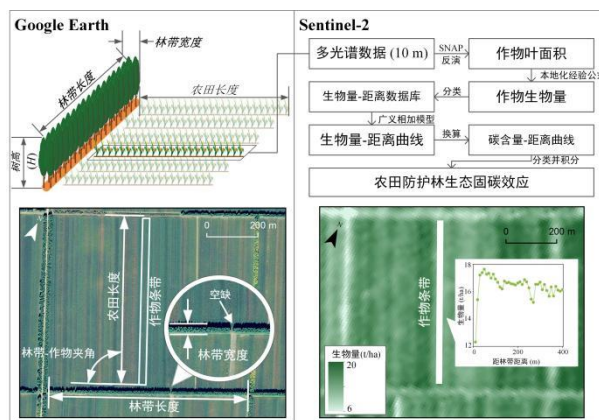 Google Earth
林带宽度
林带长度
农田长度
树高
(H)
Sentinel-2
多光谱数据 (10 m)
SNAP
反演
作物叶面积
本地化经验公式
生物量-距离数据库
分类
作物生物量
广义相加模型
生物量-距离曲线
换算
碳含量-距离曲线
分类并积分
农田防护林生态固碳效应
N
0
200 m
农田长度
作物条带
空缺
林带宽度
林带-作物夹角
林带长度
N
0
200 m
作物条带
生物量 (t/ha)
18
16
14
12
0
200
400
距林带距离 (m)
生物量(t/ha)
20
6